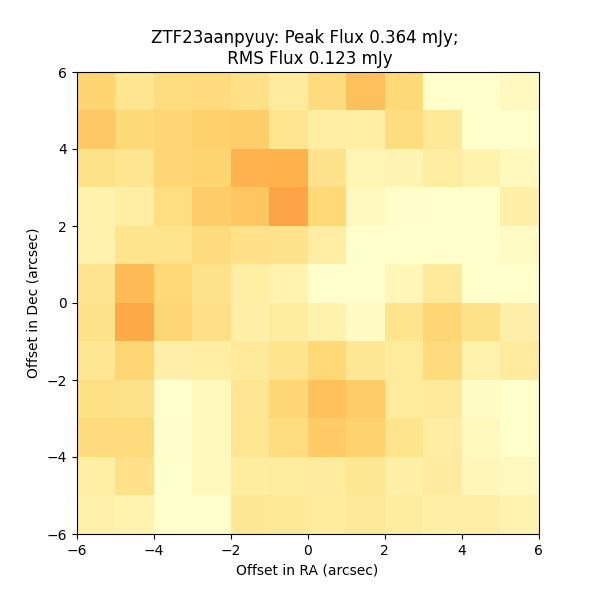 ZTF23aanpyuy: Peak Flux 0.364 mJy;
RMS Flux 0.123 mJy
6
4
2
0
−2
−4
−6
Offset in Dec (arcsec)
−6 −4 −2 0 2 4 6
Offset in RA (arcsec)